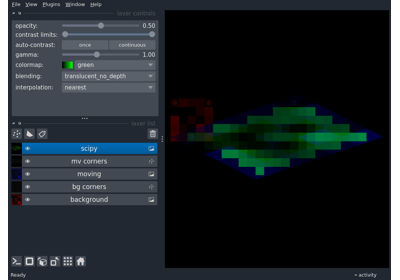 File View Plugins Window Help
layer controls
opacity: 0.50
contrast limits:
auto-contrast: once continuous
gamma: 1.00
colormap: green
blending: translucent_no_depth
interpolation: nearest
layer list
scipy
mv corners
moving
bg corners
background
Ready
activity